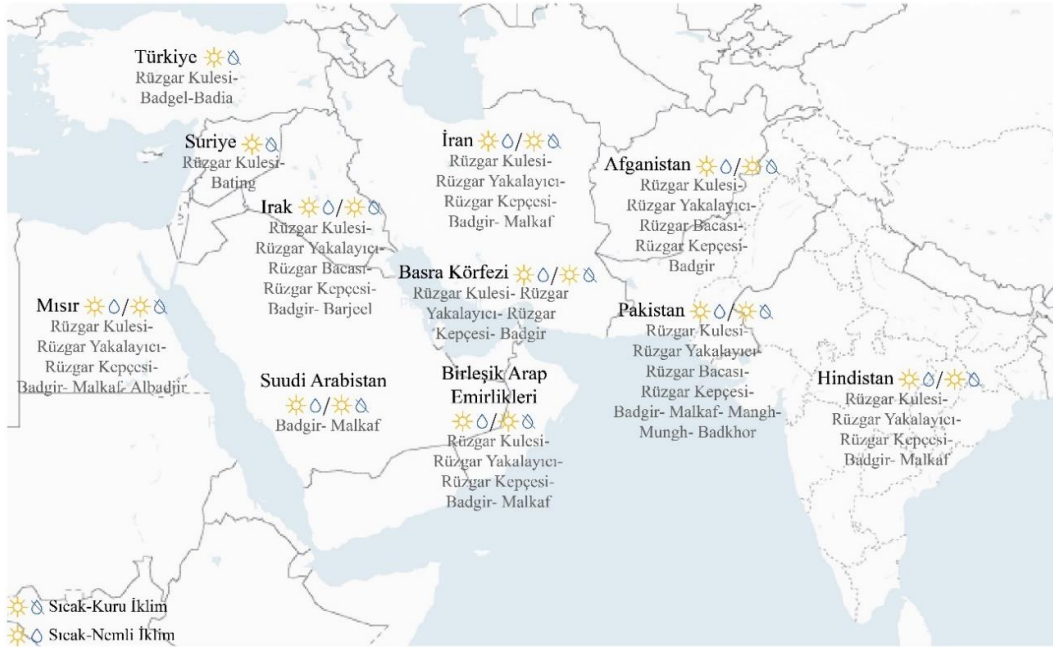 Türkiye
Rüzgar Kulesi-
Badgel-Badia
Suriye
Rüzgar Kulesi-
Bating
Irak /
Rüzgar Kulesi-
Rüzgar Yakalayıcı-
Rüzgar Bacası-
Rüzgar Kepçesi-
Badgir- Barjeel
İran /
Rüzgar Kulesi-
Rüzgar Yakalayıcı-
Rüzgar Kepçesi-
Badgir- Malkaf
Afganistan /
Rüzgar Kulesi-
Rüzgar Yakalayıcı-
Rüzgar Bacası-
Rüzgar Kepçesi-
Badgir
Mısır /
Rüzgar Kulesi-
Rüzgar Yakalayıcı-
Rüzgar Kepçesi-
Badgir- Malkaf- Albadjir
Basra Körfezi /
Rüzgar Kulesi- Rüzgar
Yakalayıcı- Rüzgar
Kepçesi- Badgir
Pakistan /
Rüzgar Kulesi-
Rüzgar Yakalayıcı-
Rüzgar Bacası-
Rüzgar Kepçesi-
Badgir- Malkaf- Mangh-
Mungh- Badkhor
Suudi Arabistan
/
Badgir- Malkaf
Birleşik Arap
Emirlikleri
/
Rüzgar Kulesi-
Rüzgar Yakalayıcı-
Rüzgar Kepçesi-
Badgir- Malkaf
Hindistan /
Rüzgar Kulesi-
Rüzgar Yakalayıcı-
Rüzgar Kepçesi-
Badgir- Malkaf
Sıcak-Kuru İklim
Sıcak-Nemli İklim